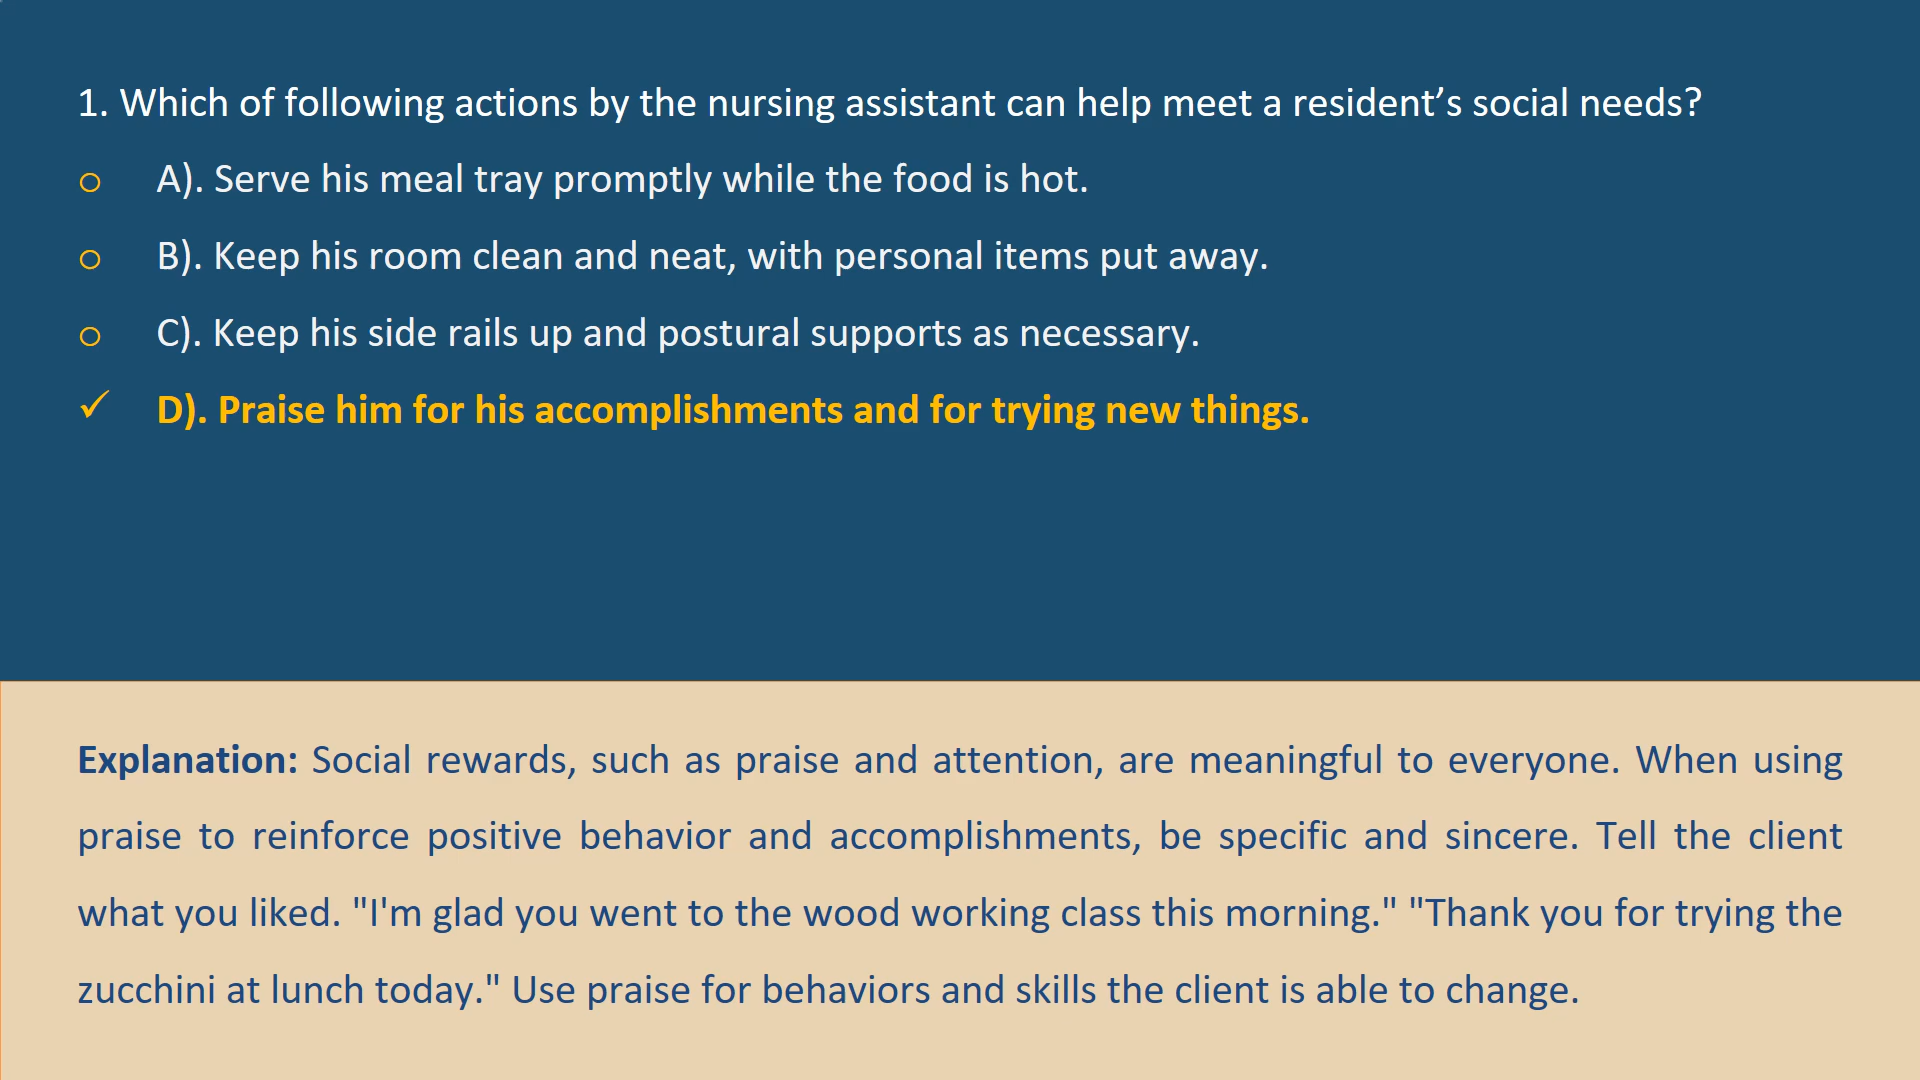 1. Which of following actions by the nursing assistant can help meet a resident’s social needs?
o A). Serve his meal tray promptly while the food is hot.
o B). Keep his room clean and neat, with personal items put away.
o C). Keep his side rails up and postural supports as necessary.
✓ D). Praise him for his accomplishments and for trying new things.
Explanation: Social rewards, such as praise and attention, are meaningful to everyone. When using
praise to reinforce positive behavior and accomplishments, be specific and sincere. Tell the client
what you liked. "I'm glad you went to the wood working class this morning." "Thank you for trying the
zucchini at lunch today." Use praise for behaviors and skills the client is able to change.